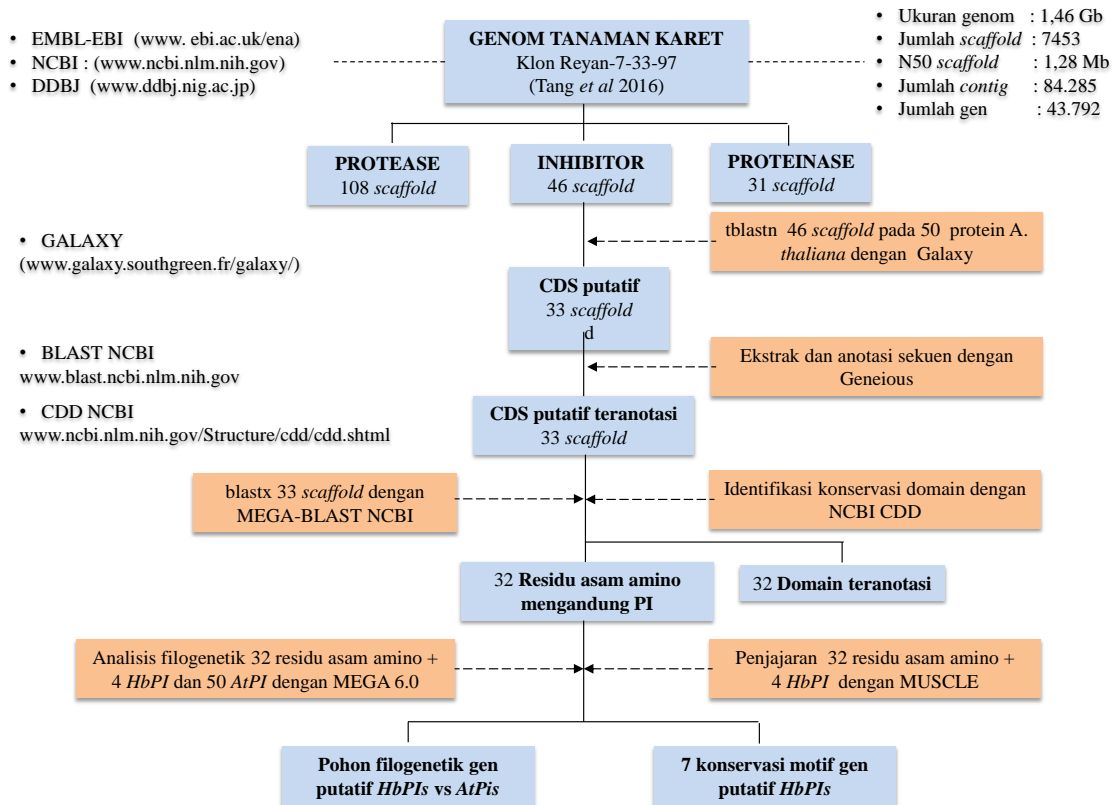 • EMBL-EBI (www. ebi.ac.uk/ena)
• NCBI : (www.ncbi.nlm.nih.gov)
• DDBJ (www.ddbj.nig.ac.jp)
GENOM TANAMAN KARET
Klon Reyan-7-33-97
(Tang et al 2016)
• Ukuran genom : 1,46 Gb
• Jumlah scaffold : 7453
• N50 scaffold : 1,28 Mb
• Jumlah contig : 84.285
• Jumlah gen : 43.792
PROTEASE
108 scaffold
INHIBITOR
46 scaffold
PROTEINASE
31 scaffold
• GALAXY
(www.galaxy.southgreen.fr/galaxy/)
tblastn 46 scaffold pada 50 protein A.
thaliana dengan Galaxy
CDS putatif
33 scaffold
d
• BLAST NCBI
www.blast.ncbi.nlm.nih.gov
Ekstrak dan anotasi sekuen dengan
Geneious
• CDD NCBI
www.ncbi.nlm.nih.gov/Structure/cdd/cdd.shtml
CDS putatif teranotasi
33 scaffold
blastx 33 scaffold dengan
MEGA-BLAST NCBI
Identifikasi konservasi domain dengan
NCBI CDD
32 Residu asam amino
mengandung PI
32 Domain teranotasi
Analisis filogenetik 32 residu asam amino +
4 HbPI dan 50 AtPI dengan MEGA 6.0
Penjajaran 32 residu asam amino +
4 HbPI dengan MUSCLE
Pohon filogenetik gen
putatif HbPIs vs AtPis
7 konservasi motif gen
putatif HbPIs